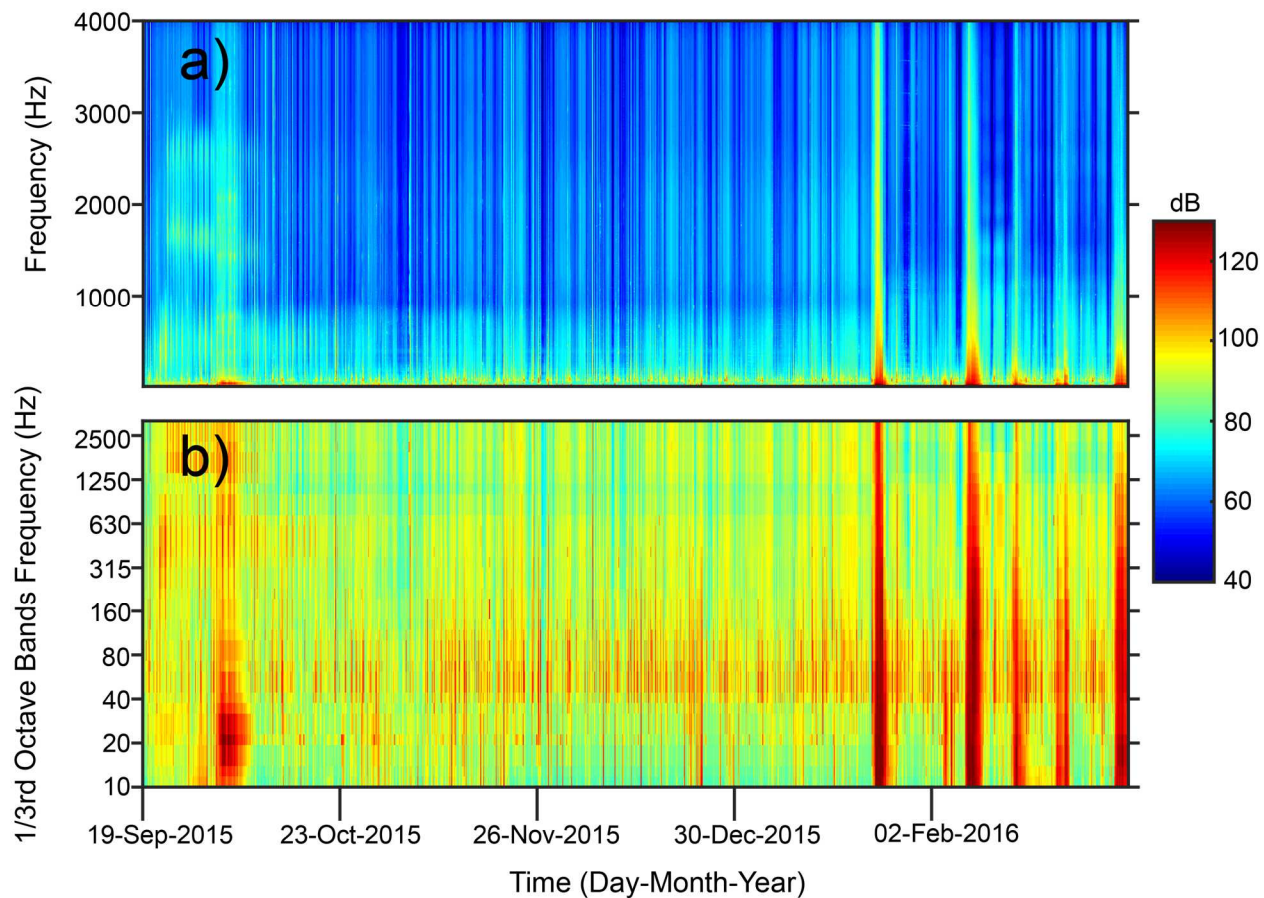 a)
4000
3000
2000
1000
Frequency (Hz)
dB
120
100
80
60
40
b)
2500
1250
630
315
160
80
40
20
10
1/3rd Octave Bands Frequency (Hz)
19-Sep-2015
23-Oct-2015
26-Nov-2015
30-Dec-2015
02-Feb-2016
Time (Day-Month-Year)